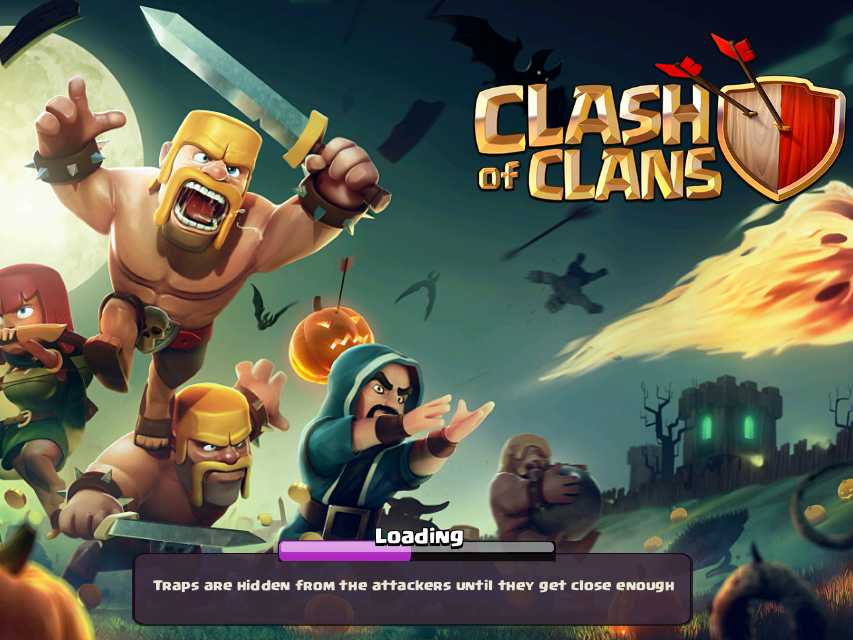 CLASH
of CLANS
Loading
Traps are hidden from the attackers until they get close enough